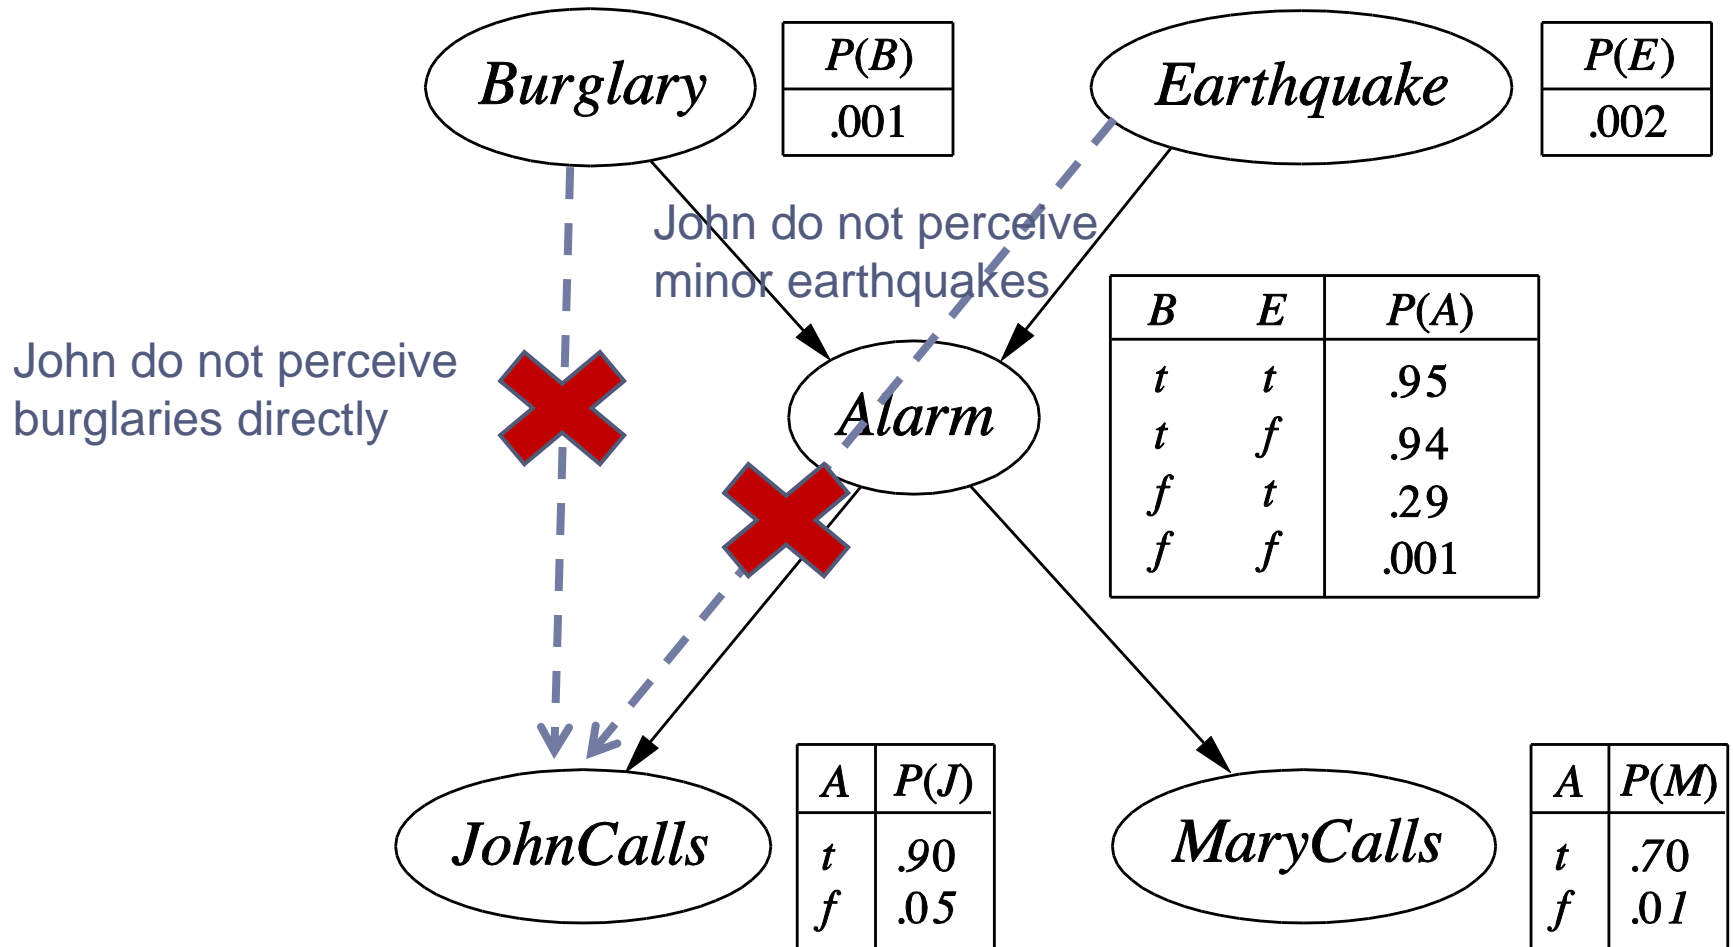 Burglary
P(B)
.001
Earthquake
P(E)
.002
John do not perceive
minor earthquakes
John do not perceive
burglaries directly
Alarm
B E P(A)
t t .95
t f .94
f t .29
f f .001
JohnCalls
A P(J)
t .90
f .05
MaryCalls
A P(M)
t .70
f .01